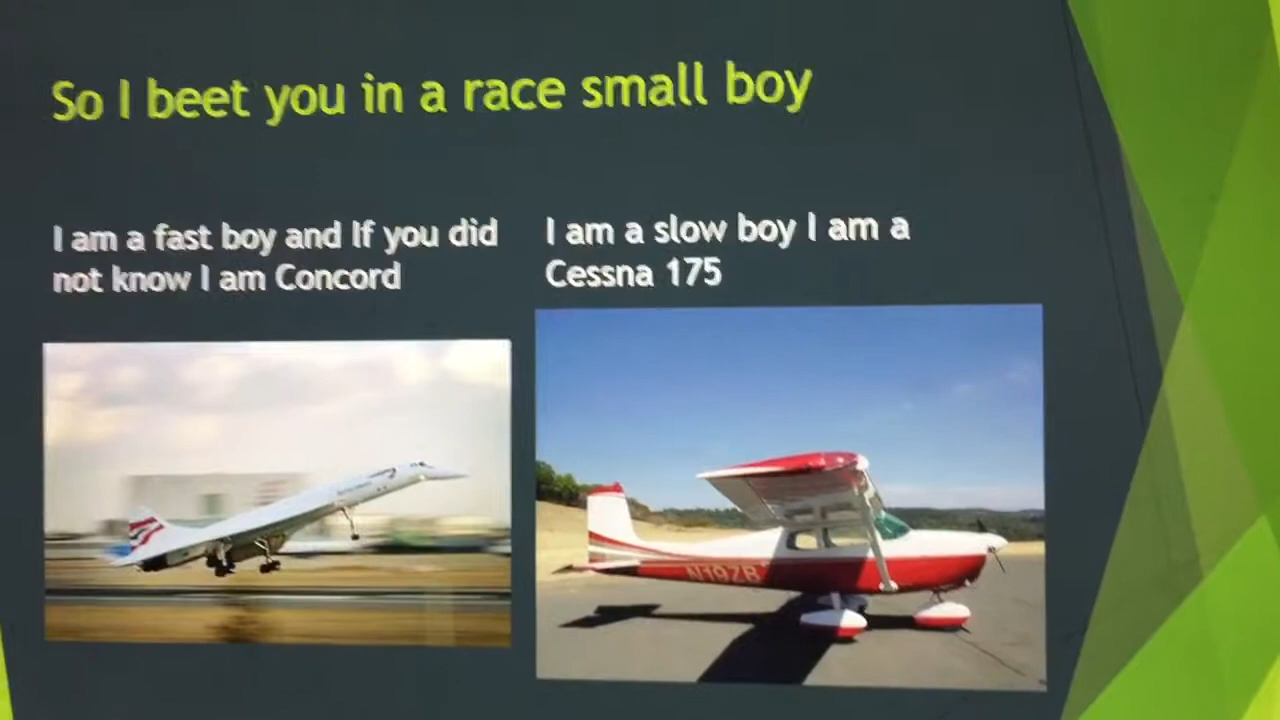 So I beet you in a race small boy
I am a fast boy and If you did
not know I am Concord
I am a slow boy I am a
Cessna 175
N19ZB